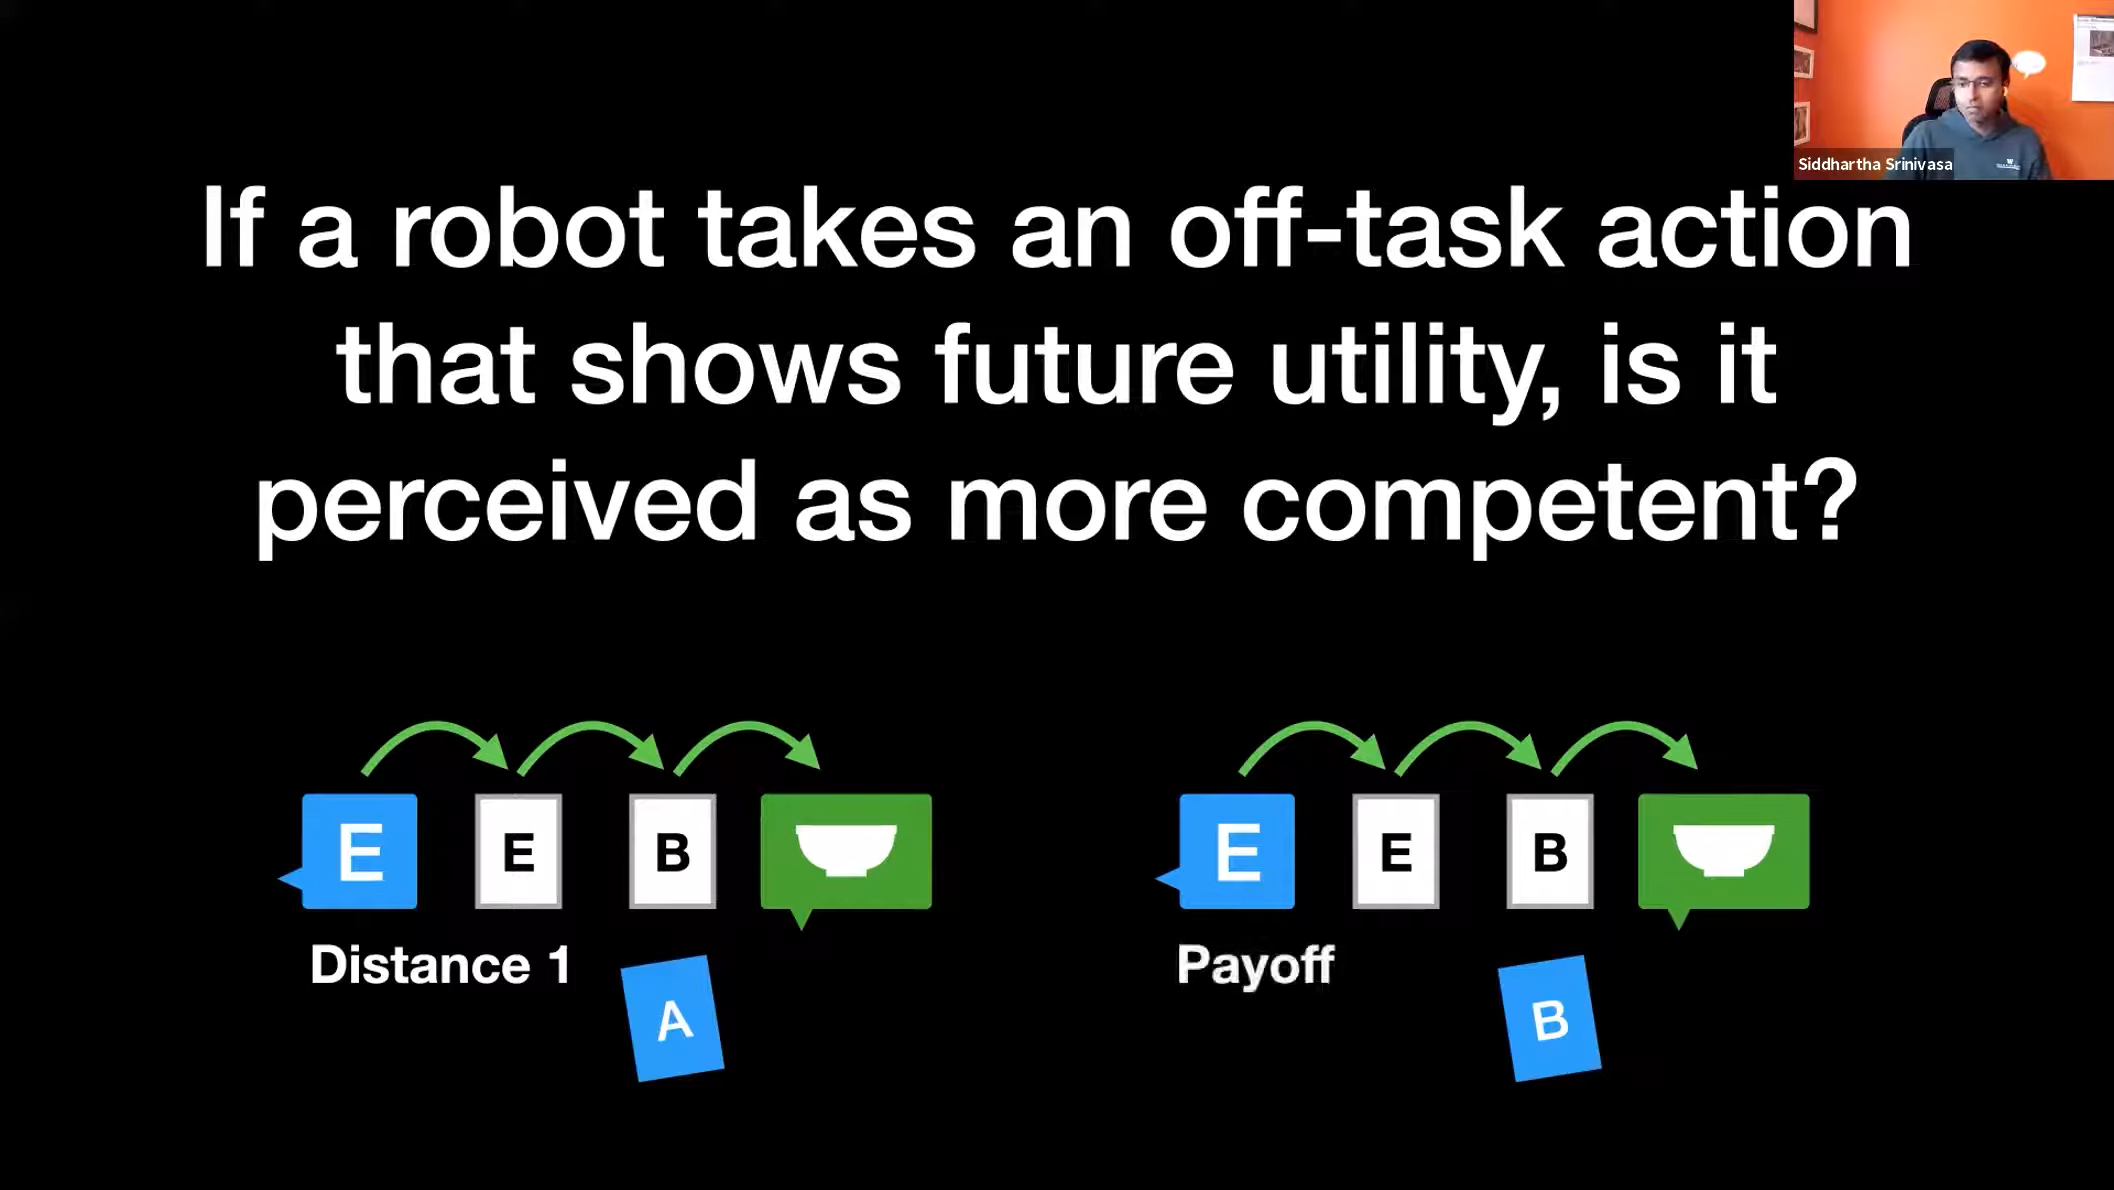 Siddhartha Srinivasa
If a robot takes an off-task action
that shows future utility, is it
perceived as more competent?
E E B
Distance 1
A
E E B
Payoff
B